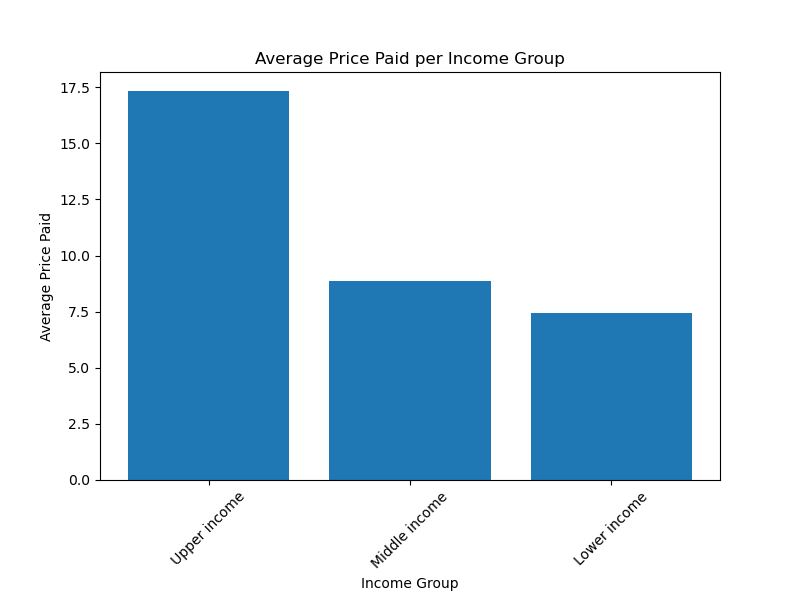 Average Price Paid per Income Group
Average Price Paid
17.5
15.0
12.5
10.0
7.5
5.0
2.5
0.0
Upper income
Middle income
Lower income
Income Group